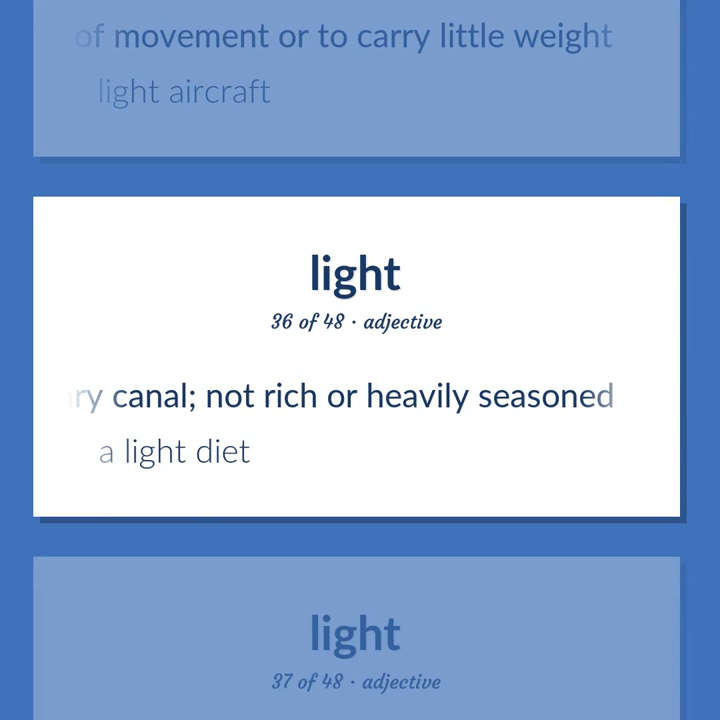 of movement or to carry little weight
light aircraft
light
36 of 48 · adjective
ry canal; not rich or heavily seasoned
a light diet
light
37 of 48 · adjective